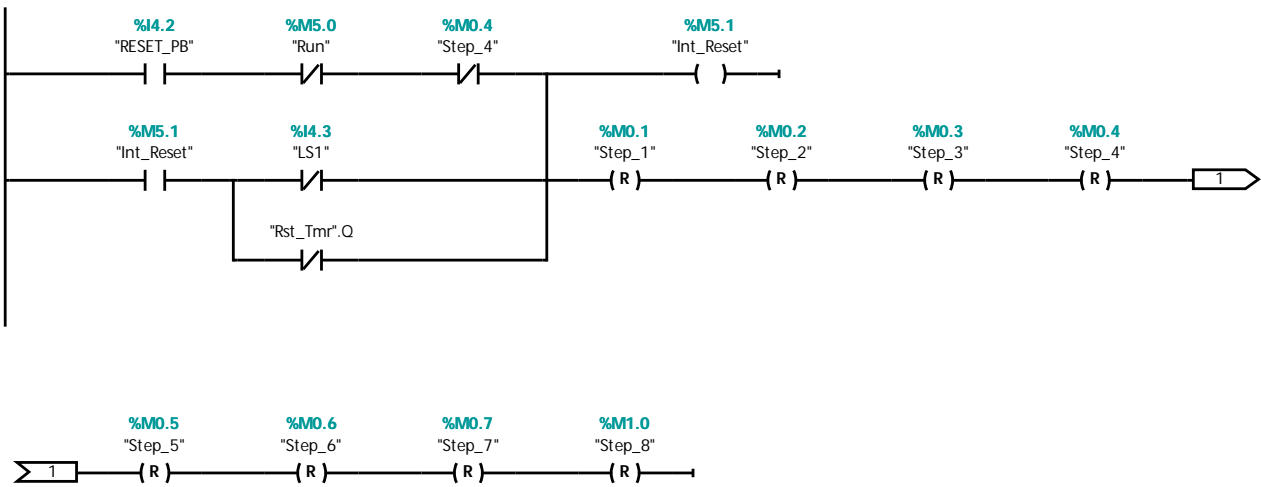 %I4.2 %M5.0 %M0.4 %M5.1
"RESET_PB" "Run" "Step_4" "Int_Reset"
%M5.1 %I4.3 %M0.1 %M0.2 %M0.3 %M0.4
"Int_Reset" "LS1" "Step_1" "Step_2" "Step_3" "Step_4"
R R R R 1
"Rst_Tmr".Q
%M0.5 %M0.6 %M0.7 %M1.0
"Step_5" "Step_6" "Step_7" "Step_8"
1 R R R R